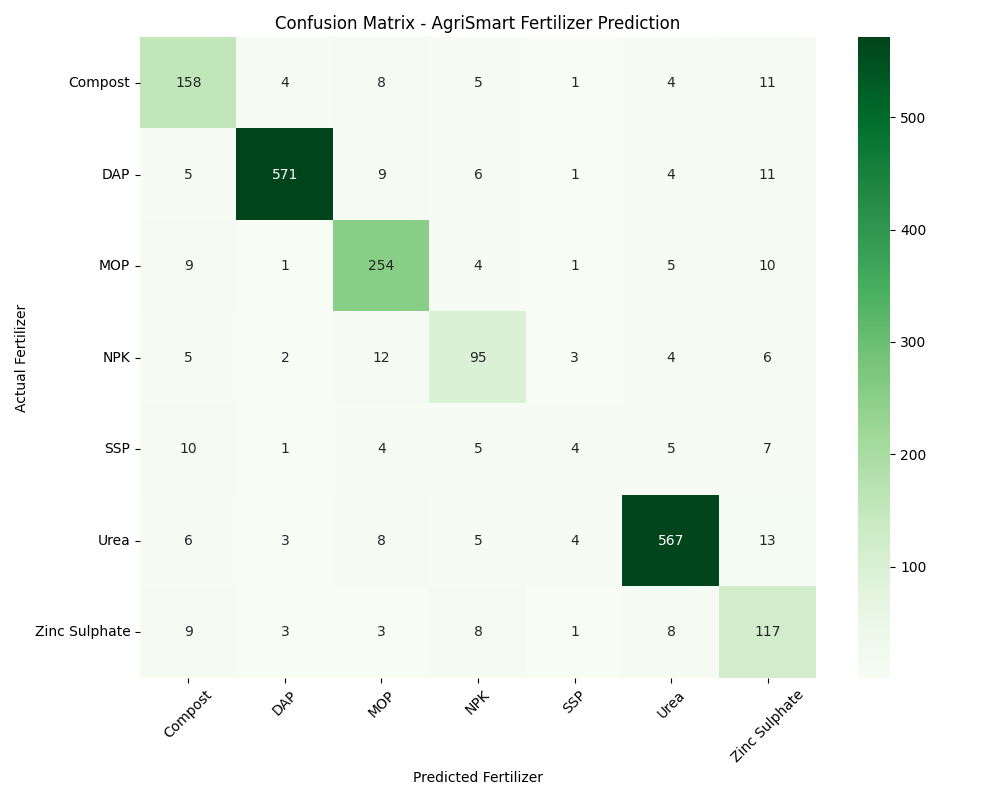 Confusion Matrix - AgriSmart Fertilizer Prediction
Actual Fertilizer
Compost 158 4 8 5 1 4 11
DAP 5 571 9 6 1 4 11
MOP 9 1 254 4 1 5 10
NPK 5 2 12 95 3 4 6
SSP 10 1 4 5 4 5 7
Urea 6 3 8 5 4 567 13
Zinc Sulphate 9 3 3 8 1 8 117
Compost DAP MOP NPK SSP Urea Zinc Sulphate
Predicted Fertilizer
500
400
300
200
100